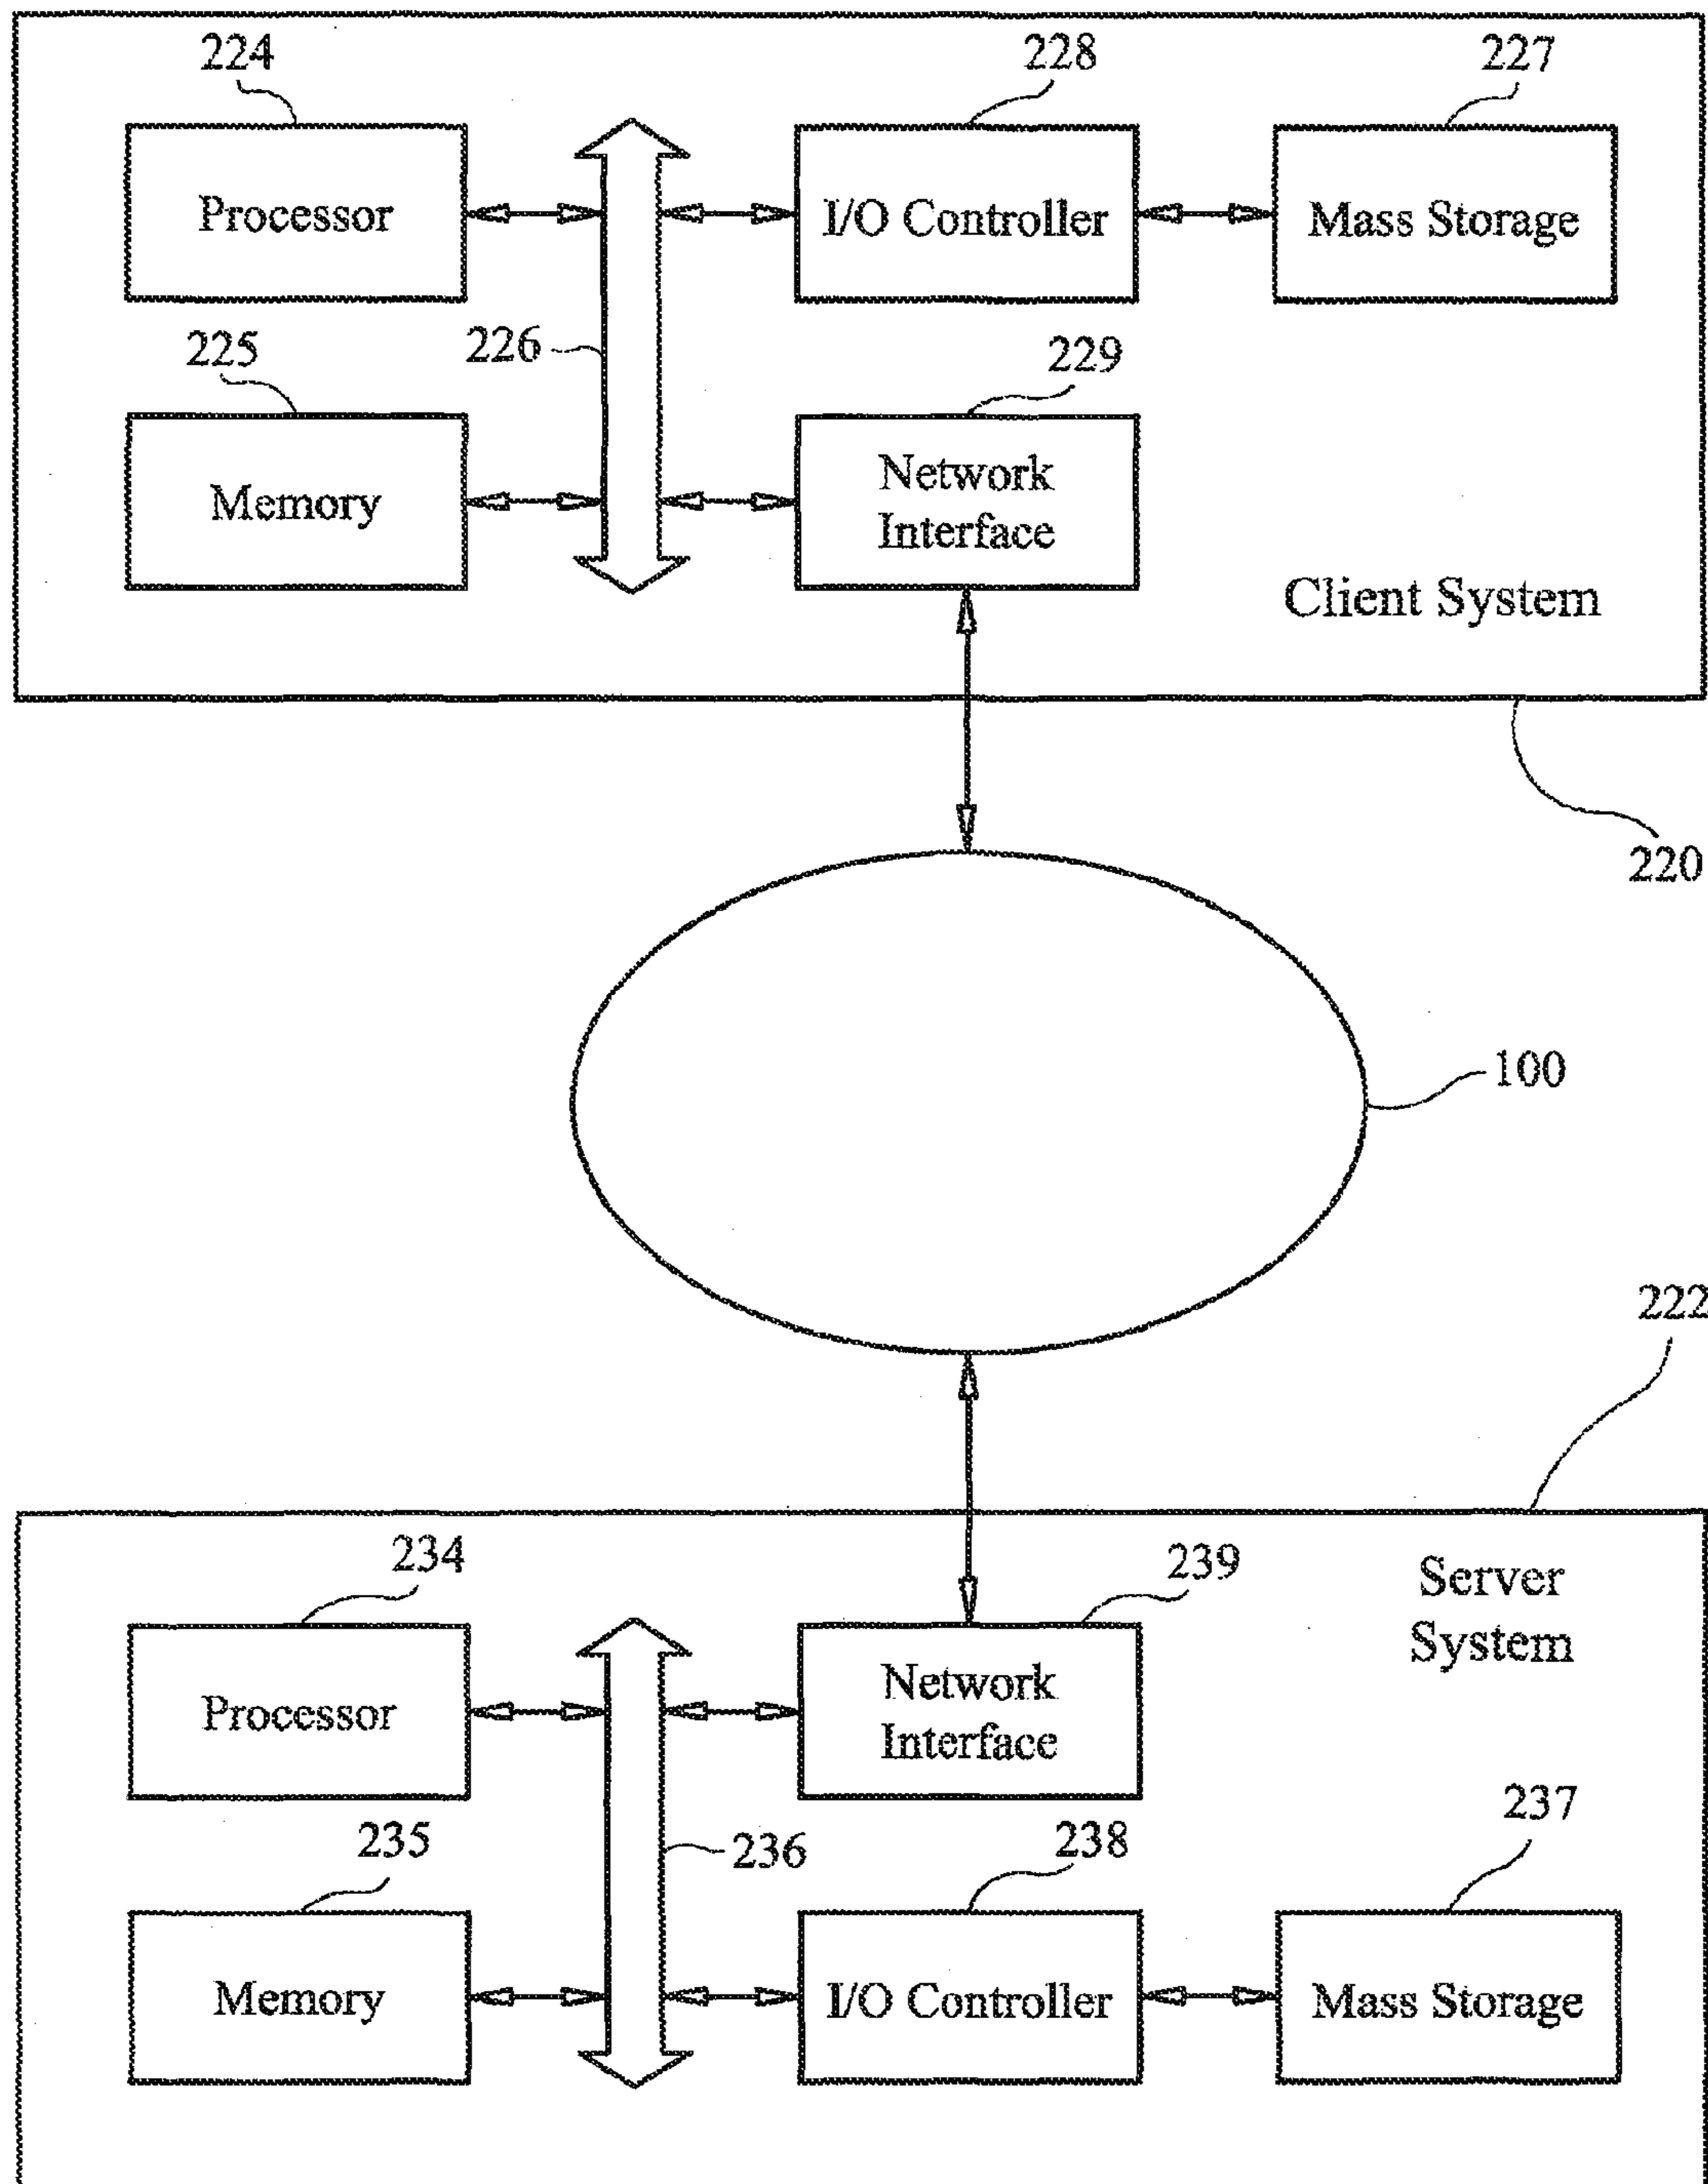 224
228
227
Processor
I/O Controller
Mass Storage
225
226
229
Memory
Network
Interface
Client System
220
100
222
234
239
Server
System
Processor
Network
Interface
235
236
238
237
Memory
I/O Controller
Mass Storage